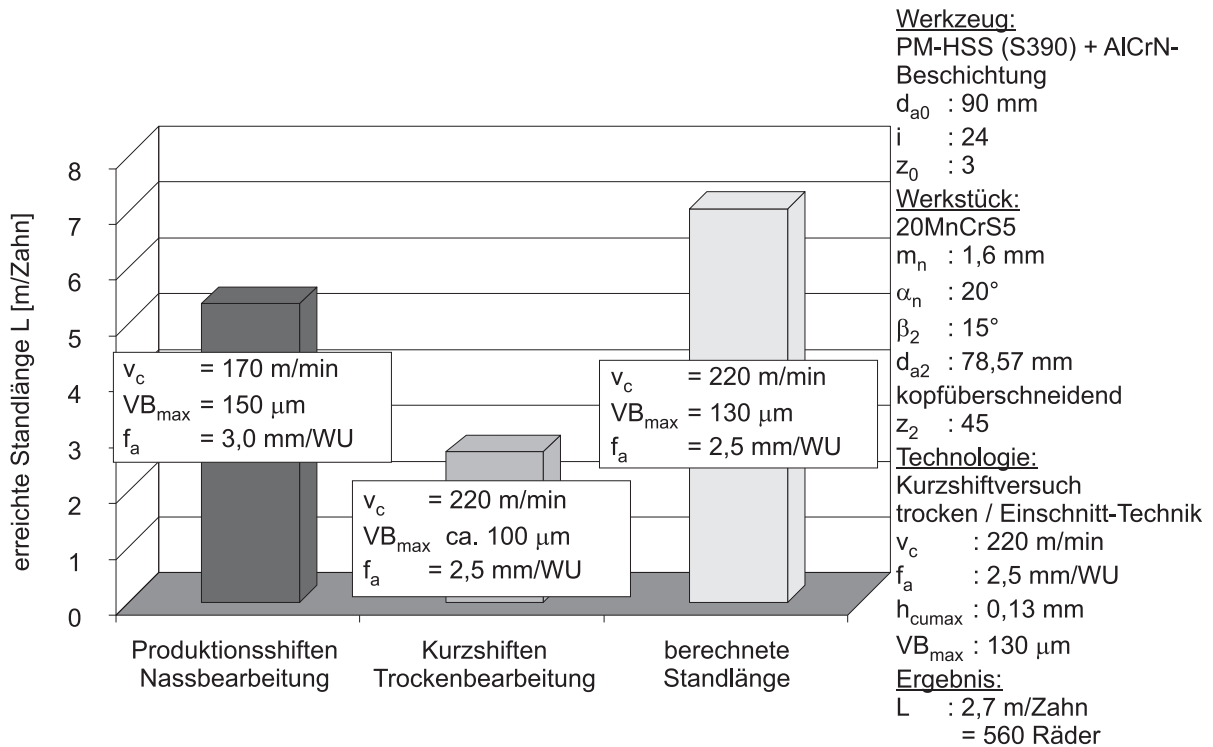 erreichte Standlänge L [m/Zahn]
8
7
6
5
4
3
2
1
0
v_c = 170 m/min
VB_max = 150 μm
f_a = 3,0 mm/WU
v_c = 220 m/min
VB_max ca. 100 μm
f_a = 2,5 mm/WU
v_c = 220 m/min
VB_max = 130 μm
f_a = 2,5 mm/WU
Produktionsshiften
Nassbearbeitung
Kurzshiften
Trockenbearbeitung
berechnete
Standlänge
Werkzeug:
PM-HSS (S390) + AlCrN-
Beschichtung
d_a0 : 90 mm
i : 24
z_0 : 3
Werkstück:
20MnCrS5
m_n : 1,6 mm
α_n : 20°
β_2 : 15°
d_a2 : 78,57 mm
kopfüberschneidend
z_2 : 45
Technologie:
Kurzshiftversuch
trocken / Einschnitt-Technik
v_c : 220 m/min
f_a : 2,5 mm/WU
h_cumax : 0,13 mm
VB_max : 130 μm
Ergebnis:
L : 2,7 m/Zahn
= 560 Räder